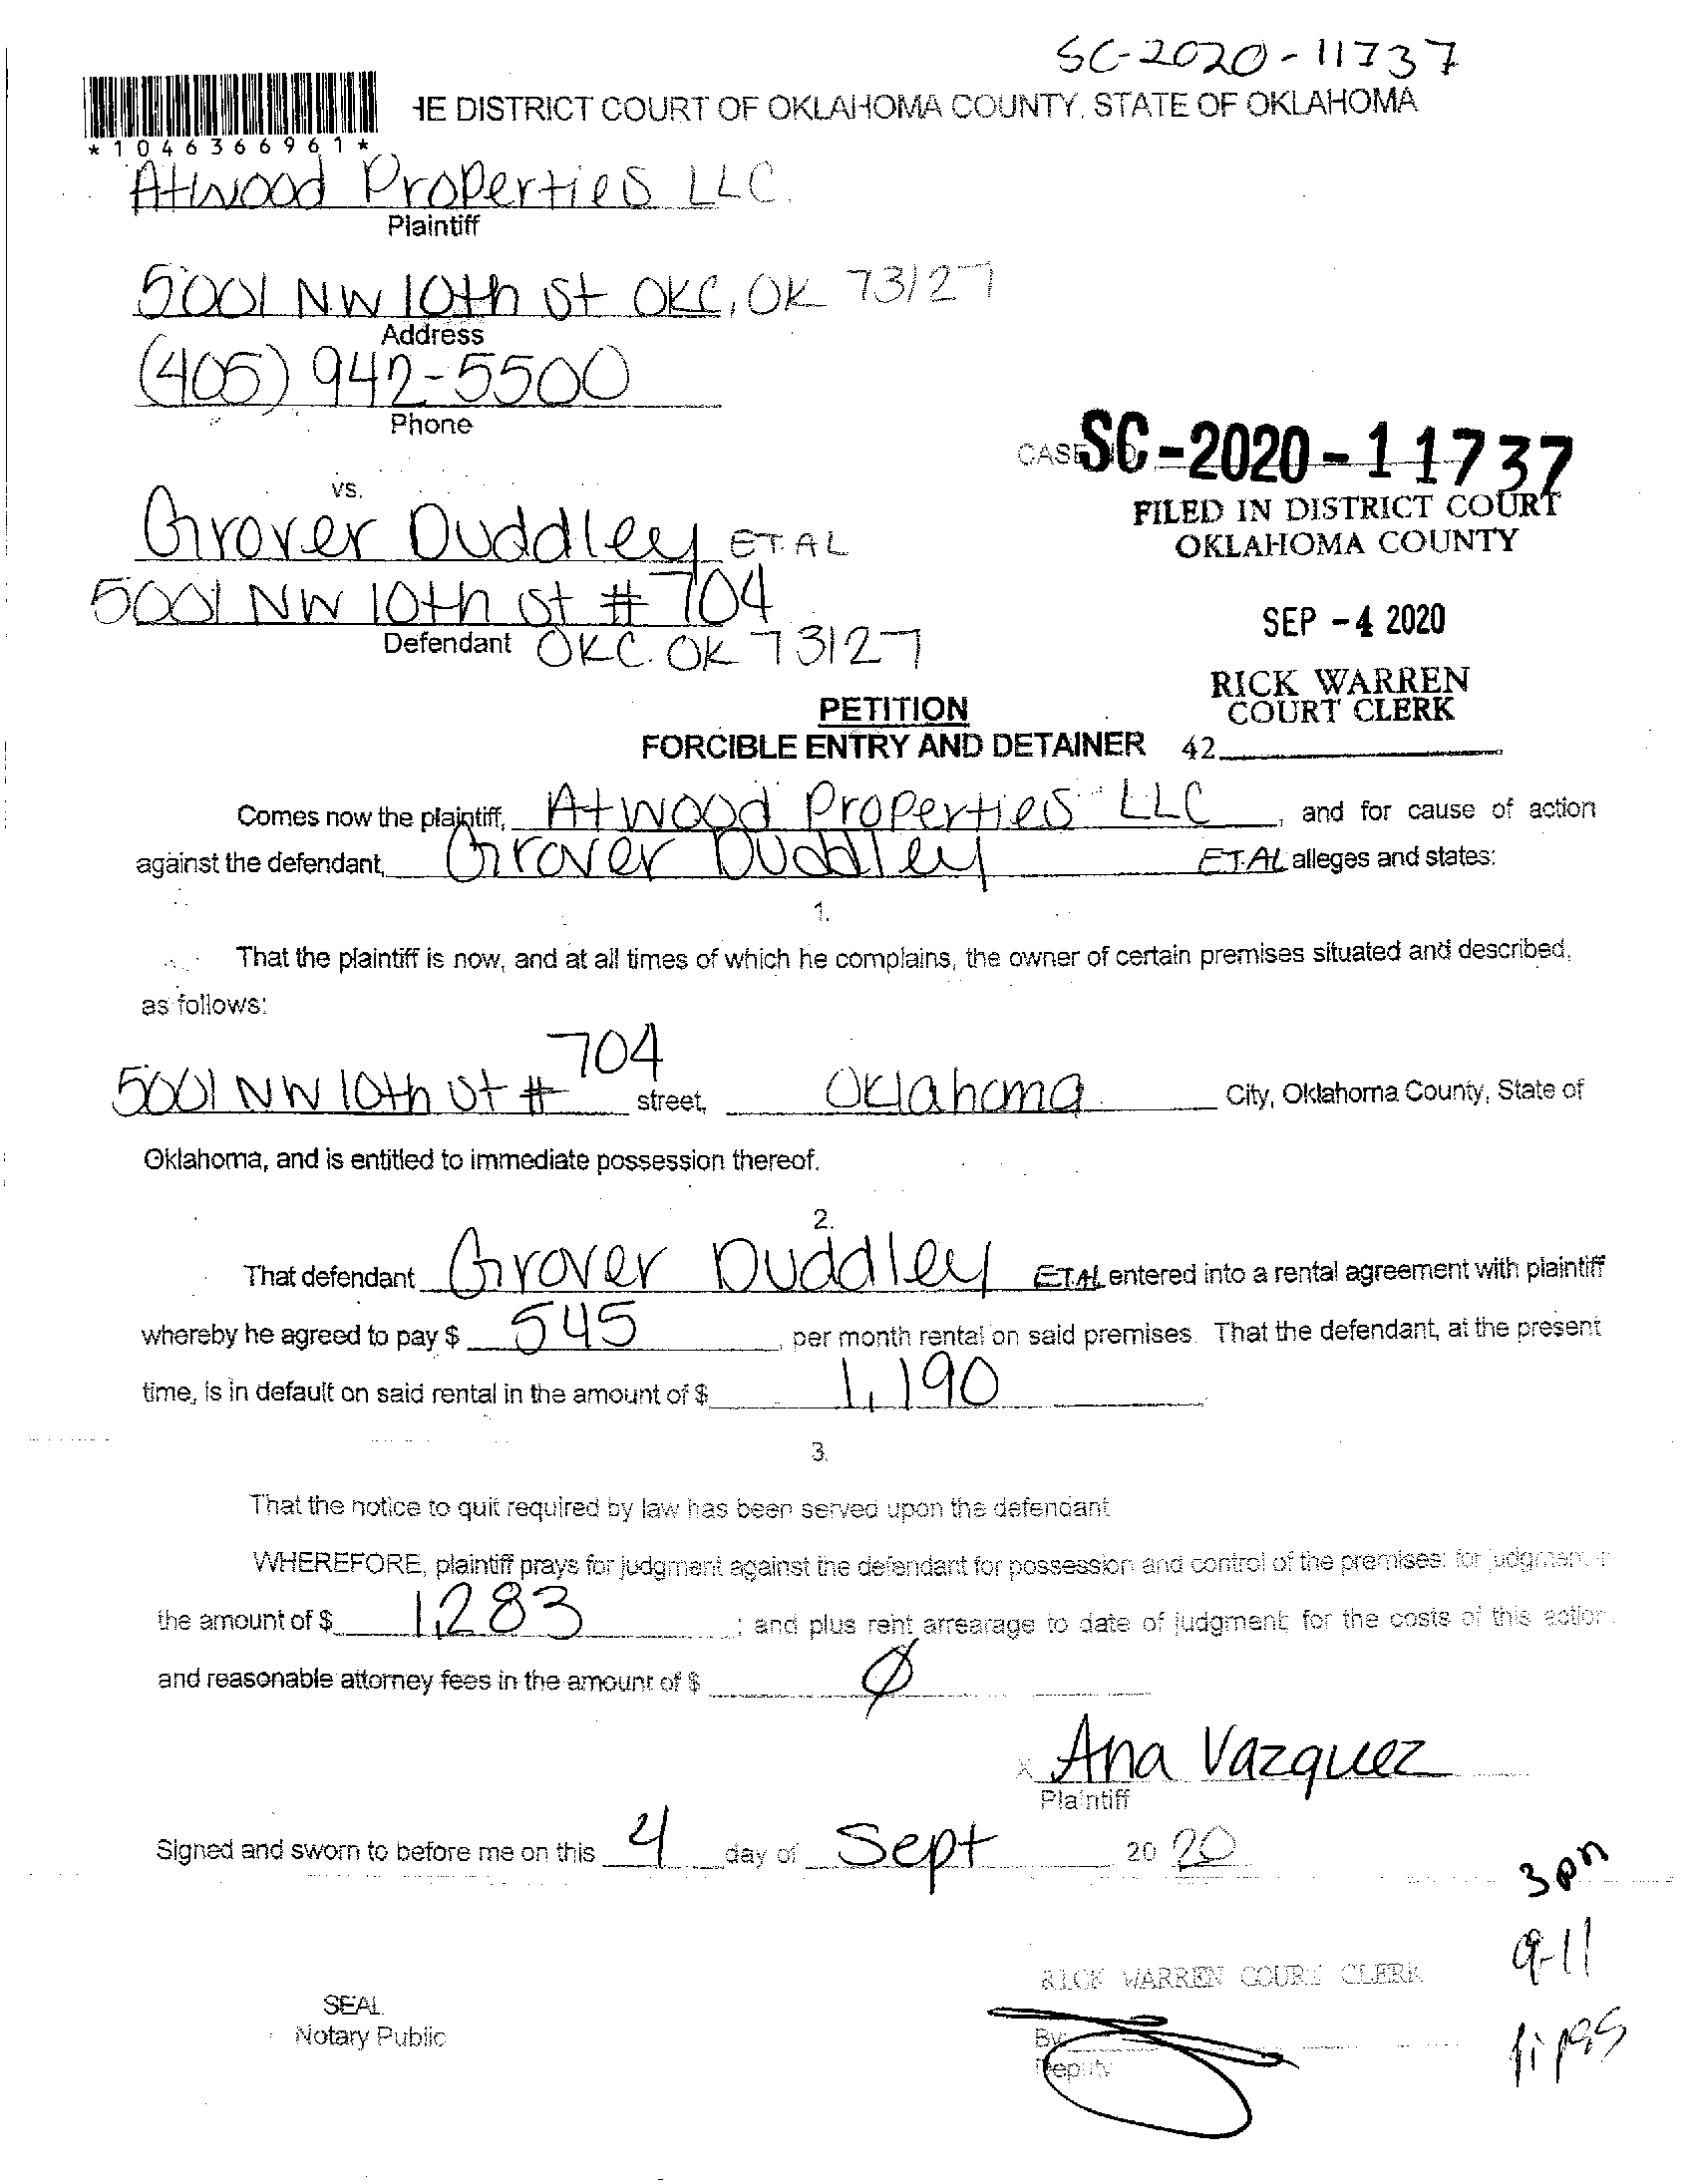 SC-2020-11737
HE DISTRICT COURT OF OKLAHOMA COUNTY, STATE OF OKLAHOMA
*1046366961*
Atwood Properties LLC.
Plaintiff
5001 NW 10th St OKC, OK 73127
Address
(405) 942-5500
Phone
CASE SC-2020-11737
FILED IN DISTRICT COURT
OKLAHOMA COUNTY
vs.
Grover Duddley ET. AL
5001 NW 10th St # 704
Defendant OKC. OK 73127
SEP -4 2020
RICK WARREN
COURT CLERK
42
PETITION
FORCIBLE ENTRY AND DETAINER
Comes now the plaintiff, Atwood Properties LLC, and for cause of action
against the defendant, Grover Duddley ET.AL alleges and states:
1.
That the plaintiff is now, and at all times of which he complains, the owner of certain premises situated and described,
as follows:
5001 NW 10th St # 704 street, Oklahoma City, Oklahoma County, State of
Oklahoma, and is entitled to immediate possession thereof.
2.
That defendant Grover Duddley ET.AL entered into a rental agreement with plaintiff
whereby he agreed to pay $ 545, per month rental on said premises. That the defendant, at the present
time, is in default on said rental in the amount of $ 1,190.
3.
That the notice to quit required by law has been served upon the defendant
WHEREFORE, plaintiff prays for judgment against the defendant for possession and control of the premises: for judgment
the amount of $ 1,283; and plus rent arrearage to date of judgment; for the costs of this action
and reasonable attorney fees in the amount of $ Ø
x Ana Vazquez
Plaintiff
Signed and sworn to before me on this 4 day of Sept 20 20
3pm
9-11
RICK WARREN COURT CLERK
SEAL
Notary Public
By:
Deputy